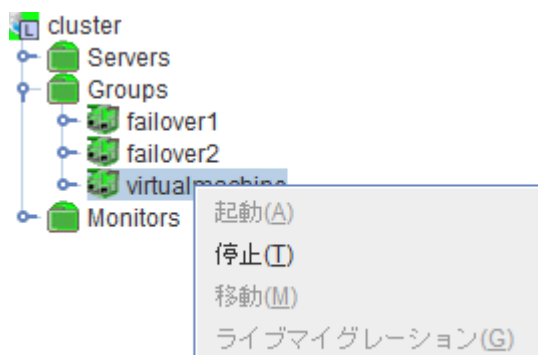 cluster
Servers
Groups
failover1
failover2
virtualmachine
Monitors
起動(A)
停止(T)
移動(M)
ライブマイグレーション(G)